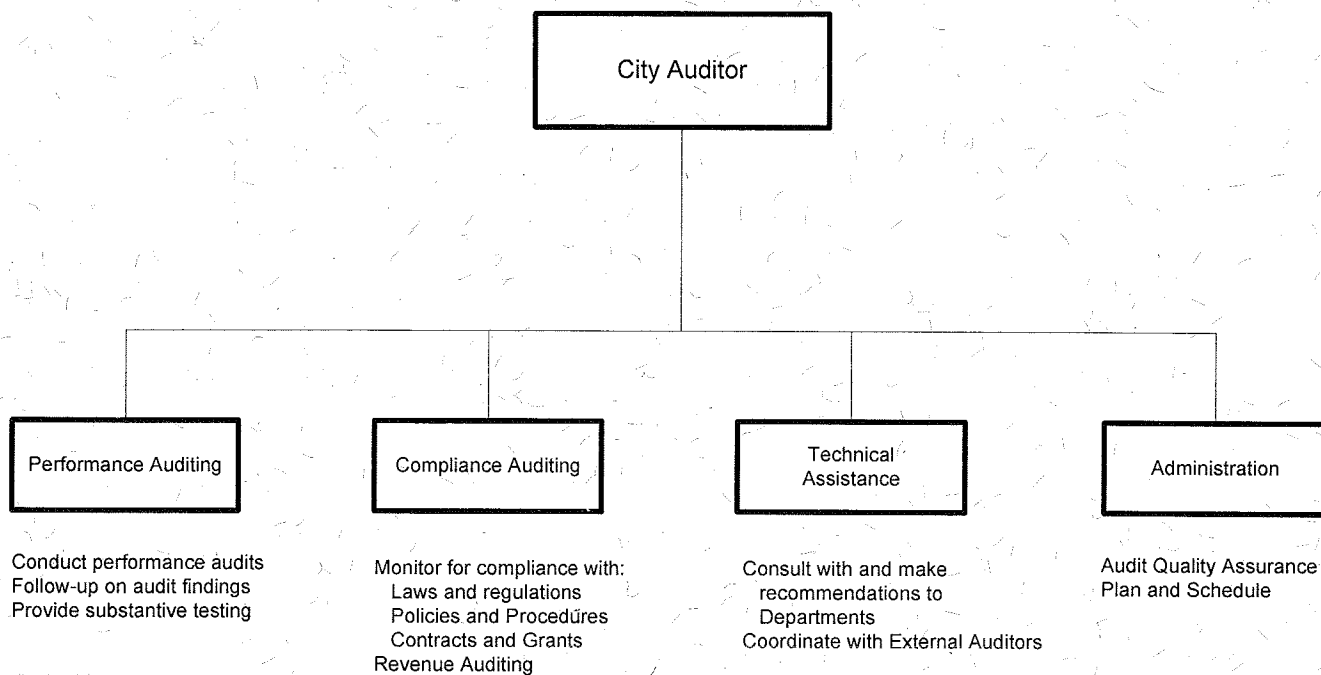 City Auditor
Performance Auditing
Compliance Auditing
Technical
Assistance
Administration
Conduct performance audits
Follow-up on audit findings
Provide substantive testing
Monitor for compliance with:
Laws and regulations
Policies and Procedures
Contracts and Grants
Revenue Auditing
Consult with and make
recommendations to
Departments
Coordinate with External Auditors
Audit Quality Assurance
Plan and Schedule